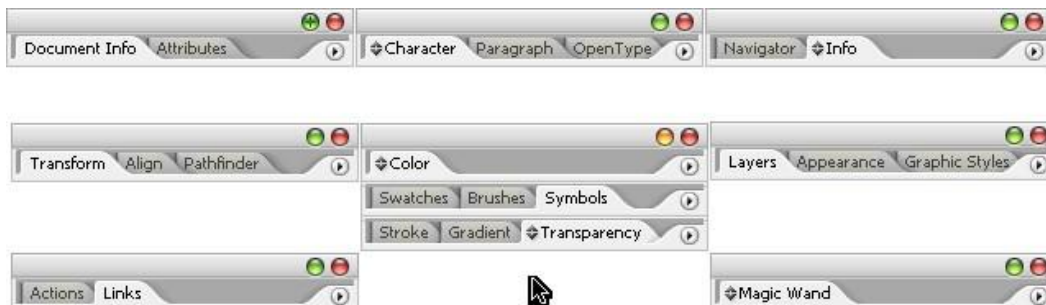 Document Info Attributes
Character Paragraph OpenType
Navigator Info
Transform Align Pathfinder
Color
Swatches Brushes Symbols
Stroke Gradient Transparency
Layers Appearance Graphic Styles
Actions Links
Magic Wand